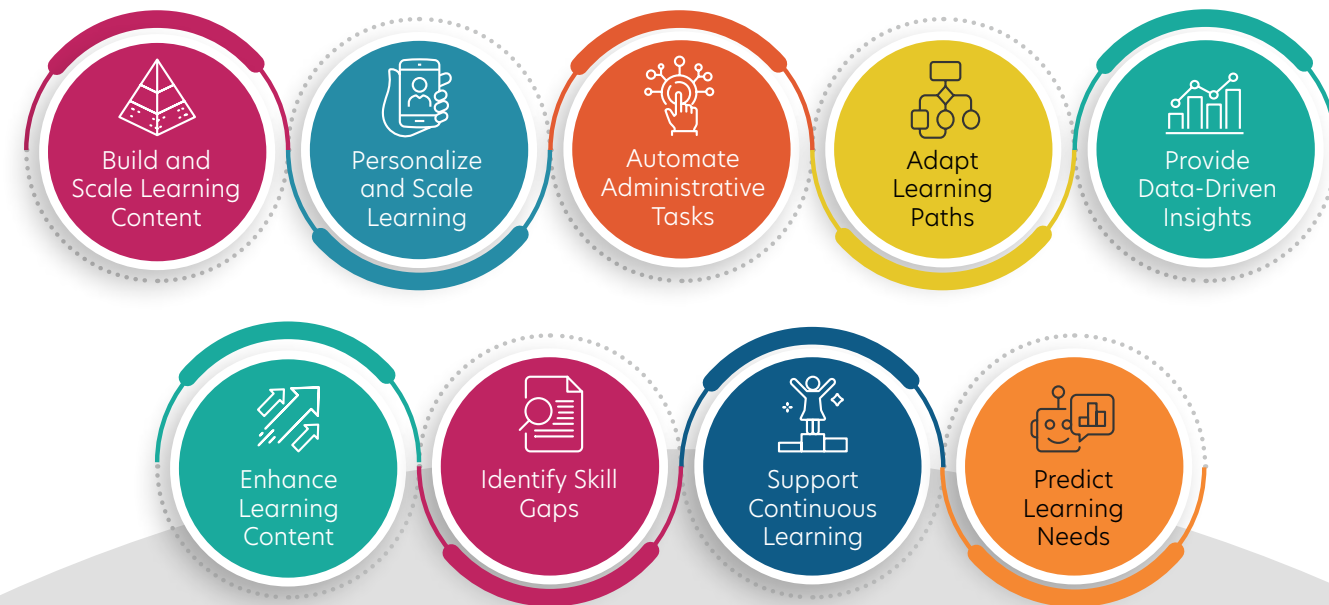 Build and
Scale Learning
Content
Personalize
and Scale
Learning
Automate
Administrative
Tasks
Adapt
Learning
Paths
Provide
Data-Driven
Insights
Enhance
Learning
Content
Identify Skill
Gaps
Support
Continuous
Learning
Predict
Learning
Needs